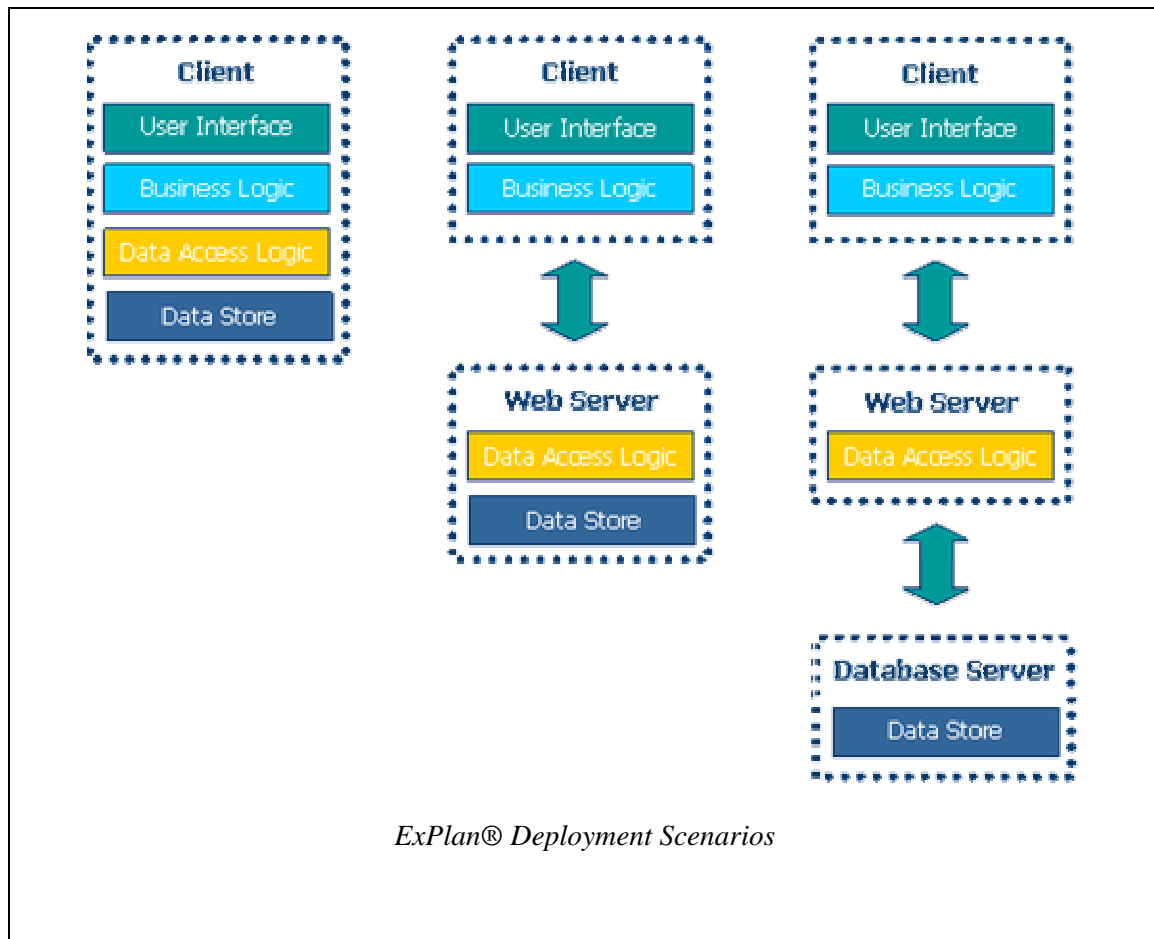 Client
User Interface
Business Logic
Data Access Logic
Data Store
Client
User Interface
Business Logic
Web Server
Data Access Logic
Data Store
Client
User Interface
Business Logic
Web Server
Data Access Logic
Database Server
Data Store
ExPlan® Deployment Scenarios